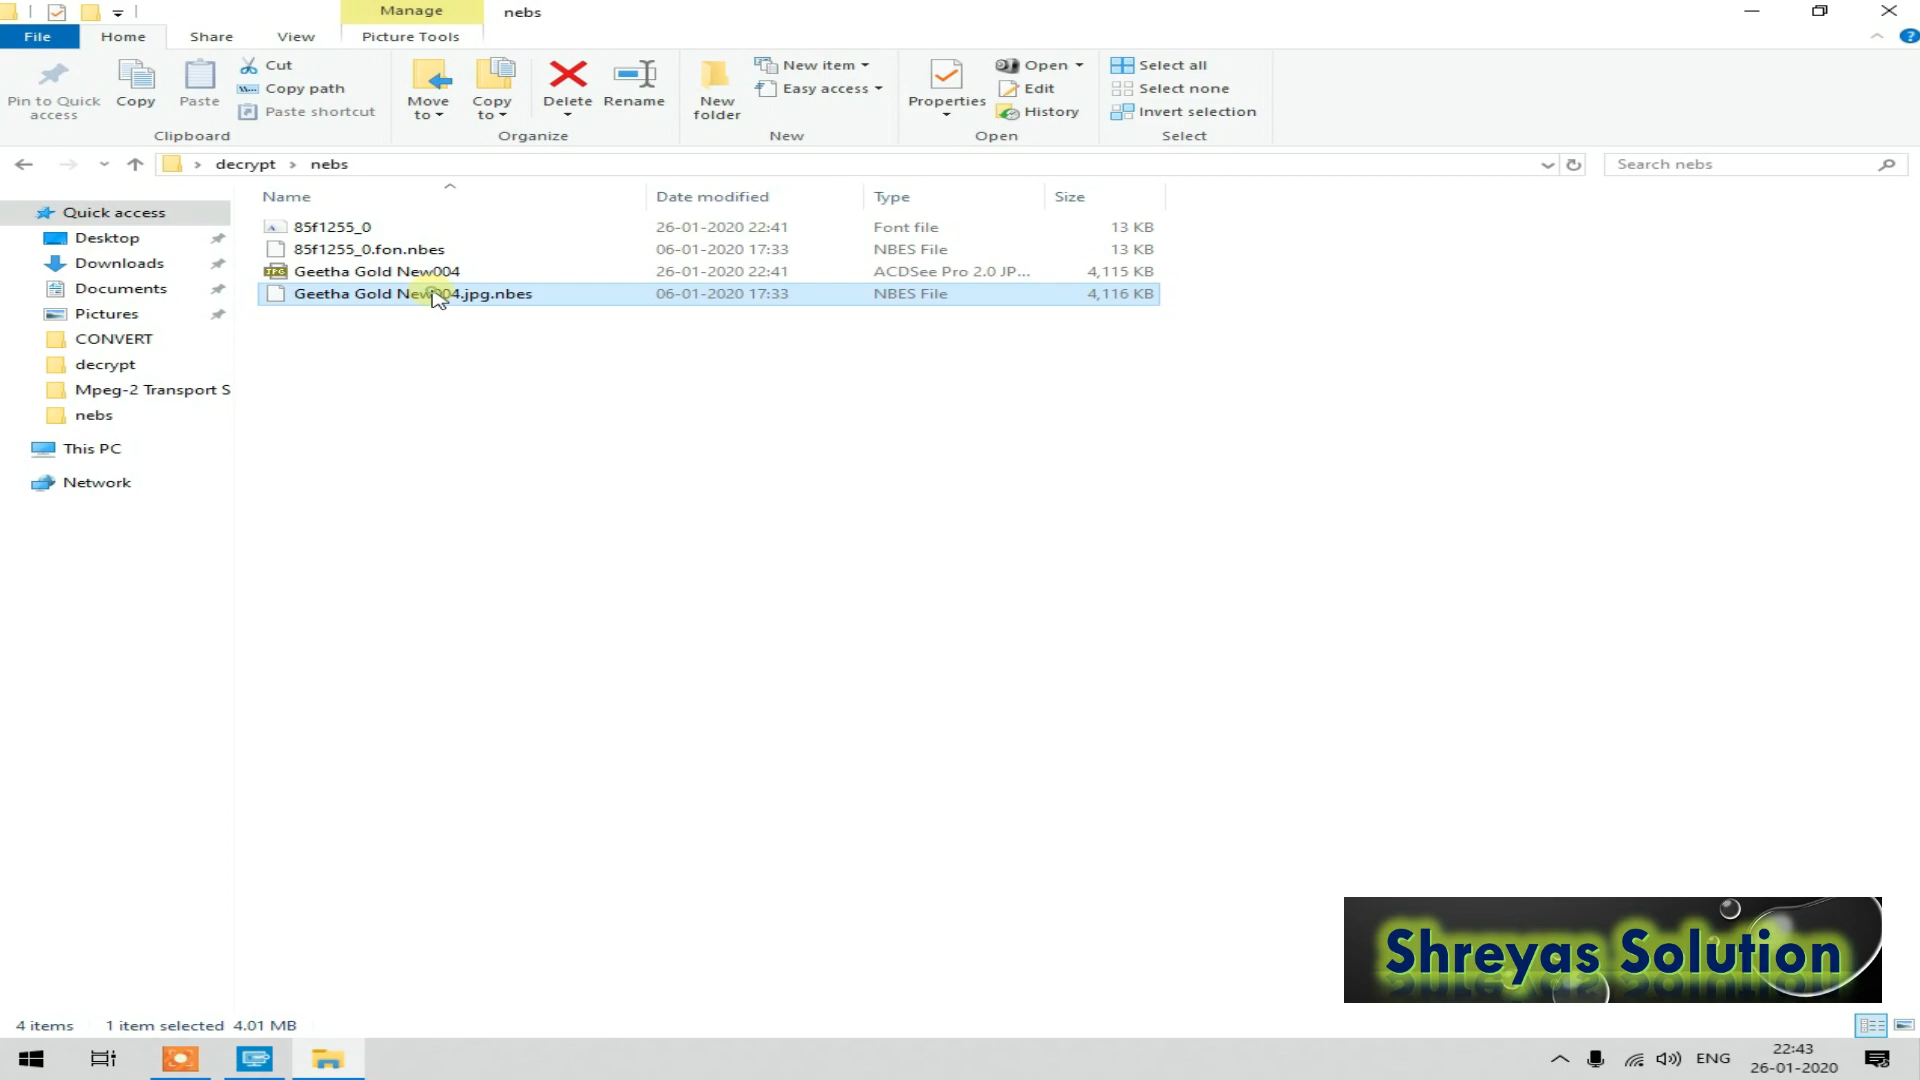 Manage
nebs
File
Home
Share
View
Picture Tools
Pin to Quick access
Copy
Paste
Cut
Copy path
Paste shortcut
Clipboard
Move to
Copy to
Delete
Rename
Organize
New folder
New item
Easy access
New
Properties
Open
Edit
History
Open
Select all
Select none
Invert selection
Select
decrypt
nebs
Search nebs
Name
Date modified
Type
Size
85f1255_0
26-01-2020 22:41
Font file
13 KB
85f1255_0.fon.nbes
06-01-2020 17:33
NBES File
13 KB
Geetha Gold New004
26-01-2020 22:41
ACDSee Pro 2.0 JP...
4,115 KB
Geetha Gold New004.jpg.nbes
06-01-2020 17:33
NBES File
4,116 KB
Quick access
Desktop
Downloads
Documents
Pictures
CONVERT
decrypt
Mpeg-2 Transport S
nebs
This PC
Network
Shreyas Solution
4 items
1 item selected 4.01 MB
ENG
22:43
26-01-2020